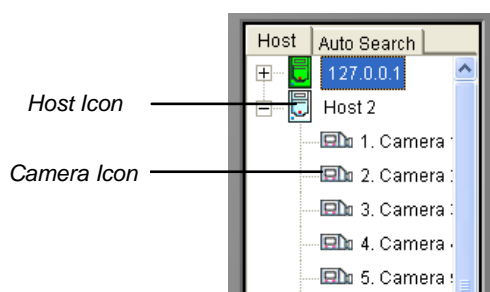 Host Auto Search
127.0.0.1
Host Icon
Host 2
1. Camera
Camera Icon
2. Camera
3. Camera
4. Camera
5. Camera